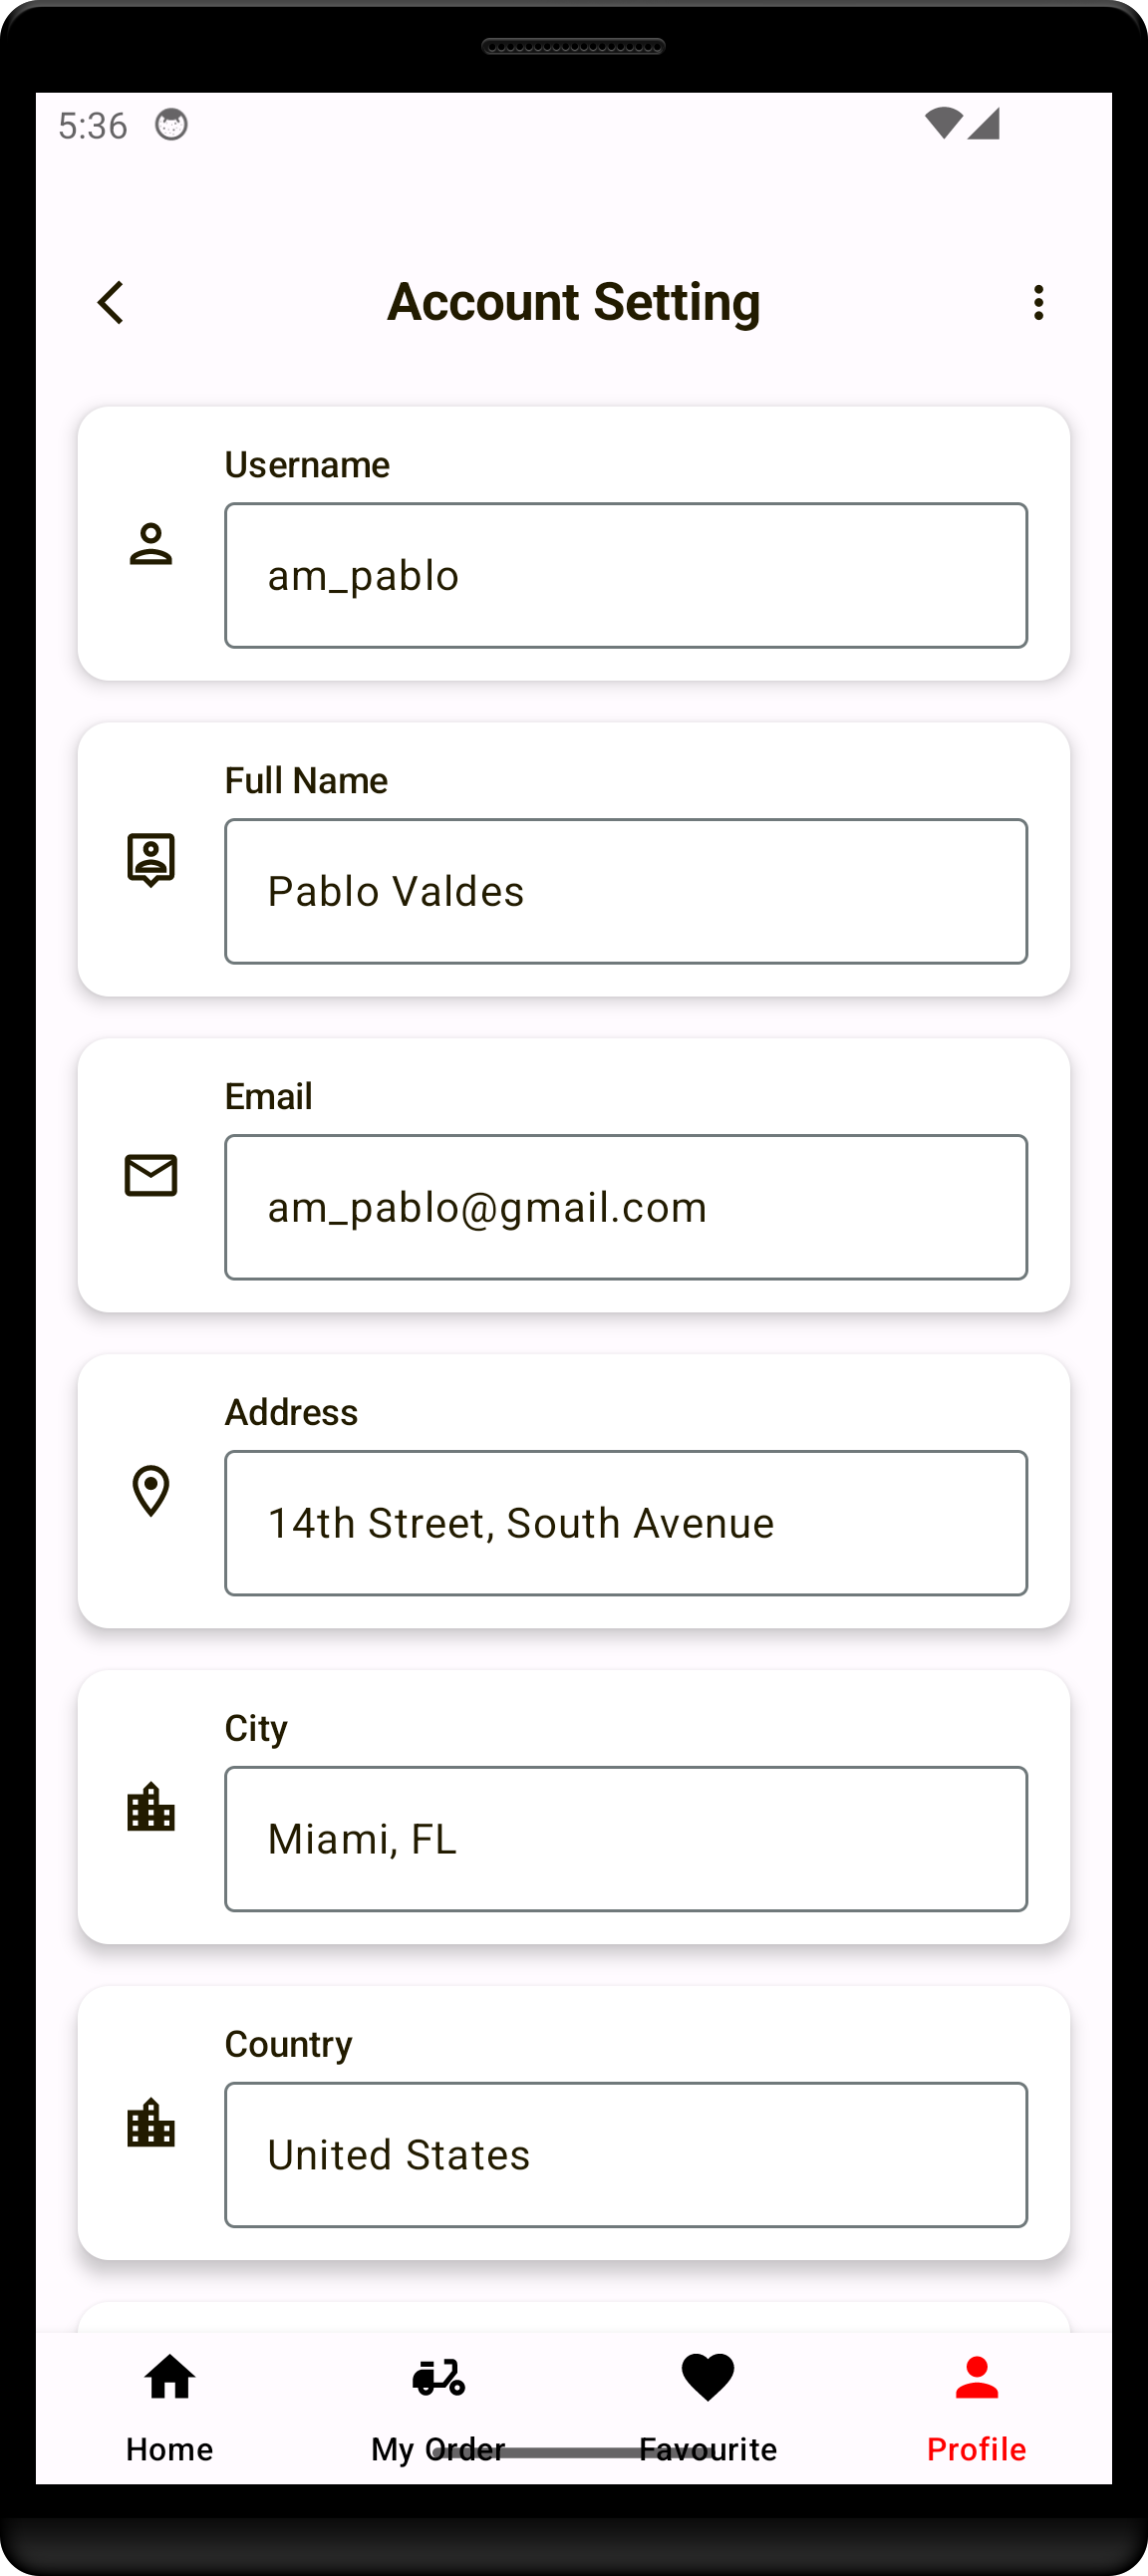 5:36
Account Setting
Username
am_pablo
Full Name
Pablo Valdes
Email
am_pablo@gmail.com
Address
14th Street, South Avenue
City
Miami, FL
Country
United States
Home
My Order
Favourite
Profile